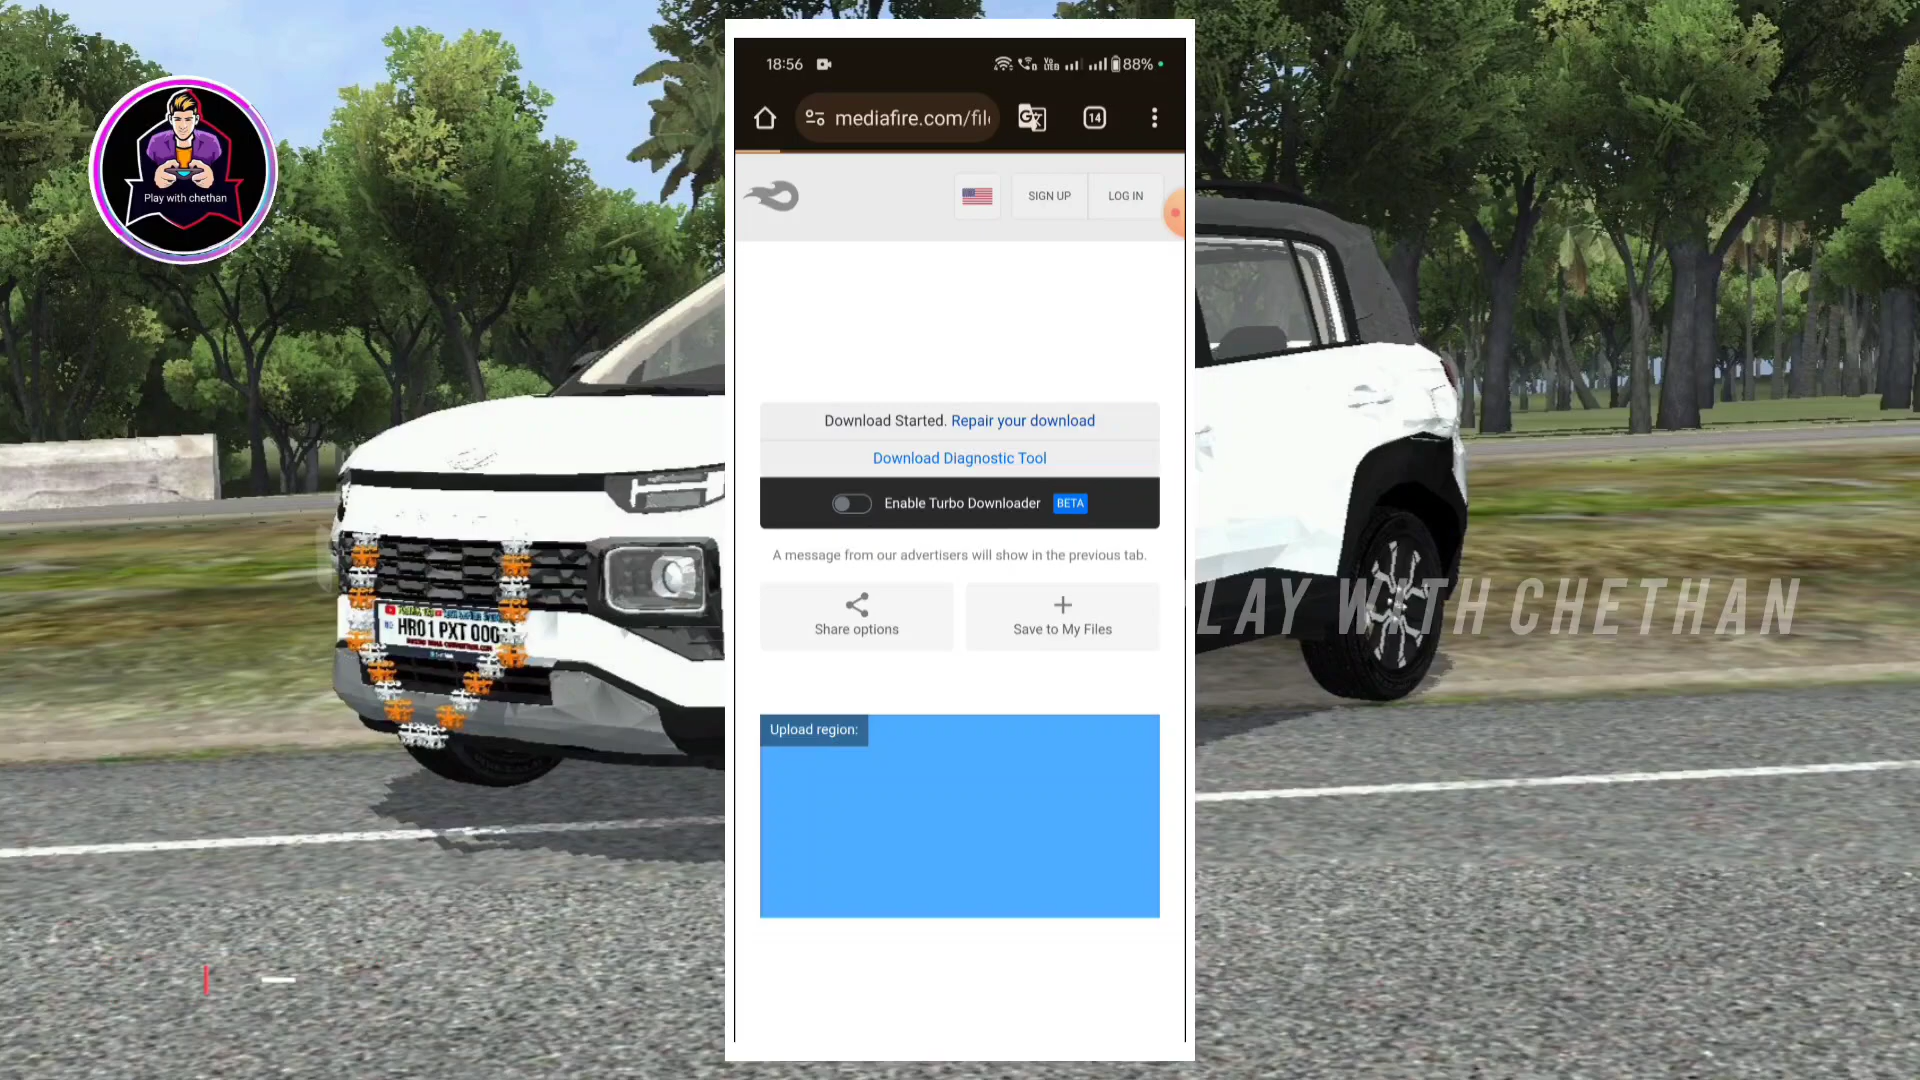 Play with chethan
18:56
88%
mediafire.com/fil
14
SIGN UP
LOG IN
Download Started. Repair your download
Download Diagnostic Tool
Enable Turbo Downloader BETA
A message from our advertisers will show in the previous tab.
Share options
Save to My Files
Upload region:
HR01 PXT 000
LAY WITH CHETHAN